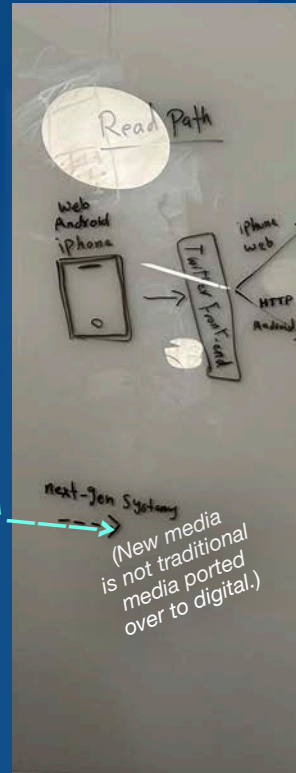 Read Path
Web
Android
iPhone
Twitter Front-end
iPhone
Web
HTTP
Android
next-gen Systems
(New media
is not traditional
media ported
over to digital.)